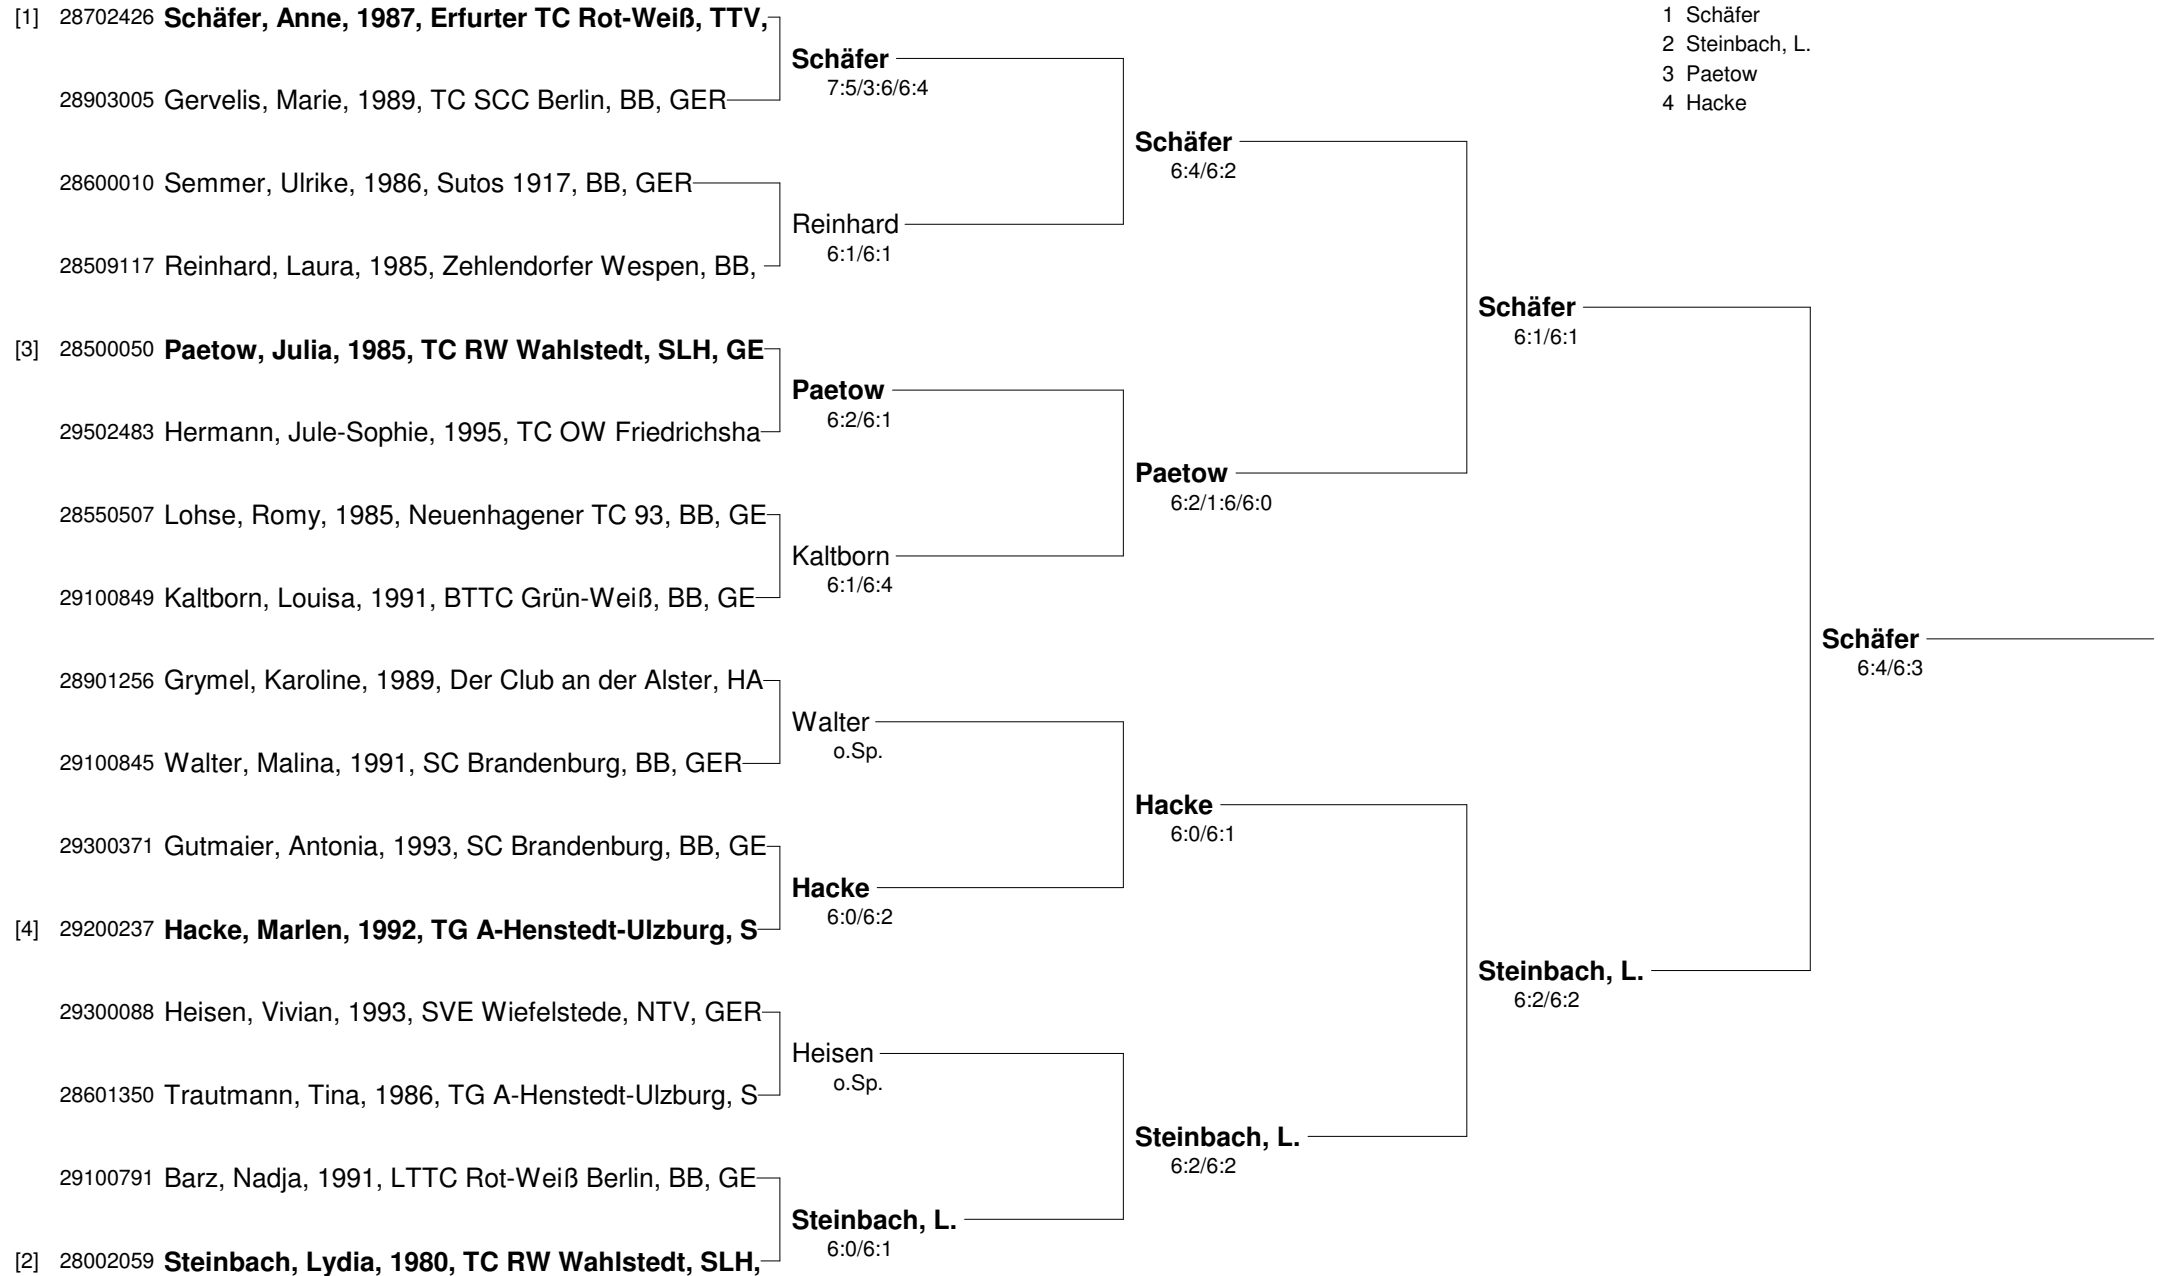 [1] 28702426 Schäfer, Anne, 1987, Erfurter TC Rot-Weiß, TTV,
1 Schäfer
2 Steinbach, L.
3 Paetow
4 Hacke
Schäfer
7:5/3:6/6:4
28903005 Gervelis, Marie, 1989, TC SCC Berlin, BB, GER
Schäfer
6:4/6:2
28600010 Semmer, Ulrike, 1986, Sutos 1917, BB, GER
Reinhard
6:1/6:1
28509117 Reinhard, Laura, 1985, Zehlendorfer Wespen, BB,
Schäfer
6:1/6:1
[3] 28500050 Paetow, Julia, 1985, TC RW Wahlstedt, SLH, GE
Paetow
6:2/6:1
29502483 Hermann, Jule-Sophie, 1995, TC OW Friedrichsha
Paetow
6:2/1:6/6:0
28550507 Lohse, Romy, 1985, Neuenhagener TC 93, BB, GE
Kaltborn
6:1/6:4
29100849 Kaltborn, Louisa, 1991, BTTC Grün-Weiß, BB, GE
Schäfer
6:4/6:3
28901256 Grymel, Karoline, 1989, Der Club an der Alster, HA
Walter
o.Sp.
29100845 Walter, Malina, 1991, SC Brandenburg, BB, GER
Hacke
6:0/6:1
29300371 Gutmaier, Antonia, 1993, SC Brandenburg, BB, GE
Hacke
6:0/6:2
[4] 29200237 Hacke, Marlen, 1992, TG A-Henstedt-Ulzburg, S
Steinbach, L.
6:2/6:2
29300088 Heisen, Vivian, 1993, SVE Wiefelstede, NTV, GER
Heisen
o.Sp.
28601350 Trautmann, Tina, 1986, TG A-Henstedt-Ulzburg, S
Steinbach, L.
6:2/6:2
29100791 Barz, Nadja, 1991, LTTC Rot-Weiß Berlin, BB, GE
Steinbach, L.
6:0/6:1
[2] 28002059 Steinbach, Lydia, 1980, TC RW Wahlstedt, SLH,